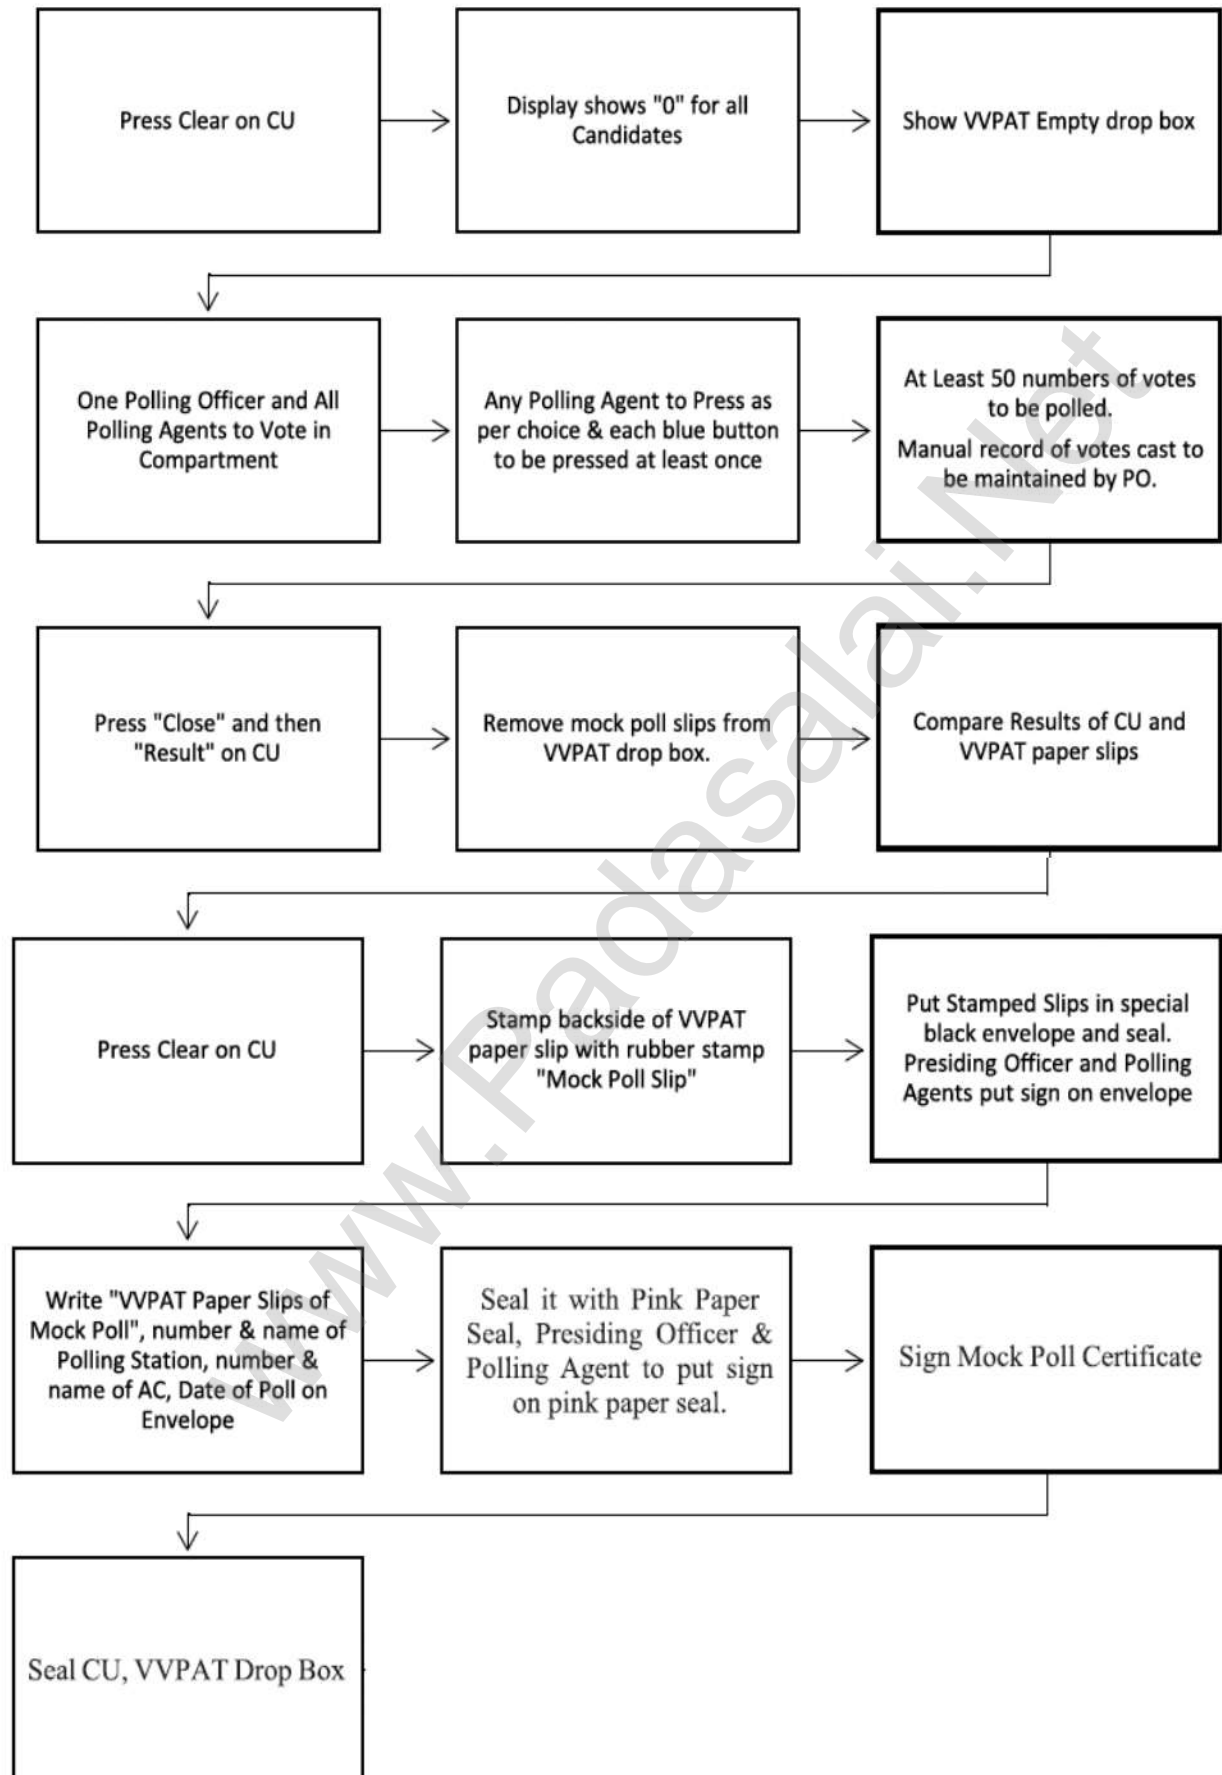 Press Clear on CU
Display shows "0" for all
Candidates
Show VVPAT Empty drop box
One Polling Officer and All
Polling Agents to Vote in
Compartment
Any Polling Agent to Press as
per choice & each blue button
to be pressed at least once
At Least 50 numbers of votes
to be polled.
Manual record of votes cast to
be maintained by PO.
Press "Close" and then
"Result" on CU
Remove mock poll slips from
VVPAT drop box.
Compare Results of CU and
VVPAT paper slips
Press Clear on CU
Stamp backside of VVPAT
paper slip with rubber stamp
"Mock Poll Slip"
Put Stamped Slips in special
black envelope and seal.
Presiding Officer and Polling
Agents put sign on envelope
Write "VVPAT Paper Slips of
Mock Poll", number & name of
Polling Station, number &
name of AC, Date of Poll on
Envelope
Seal it with Pink Paper
Seal, Presiding Officer &
Polling Agent to put sign
on pink paper seal.
Sign Mock Poll Certificate
Seal CU, VVPAT Drop Box
www.Padasalai.Net